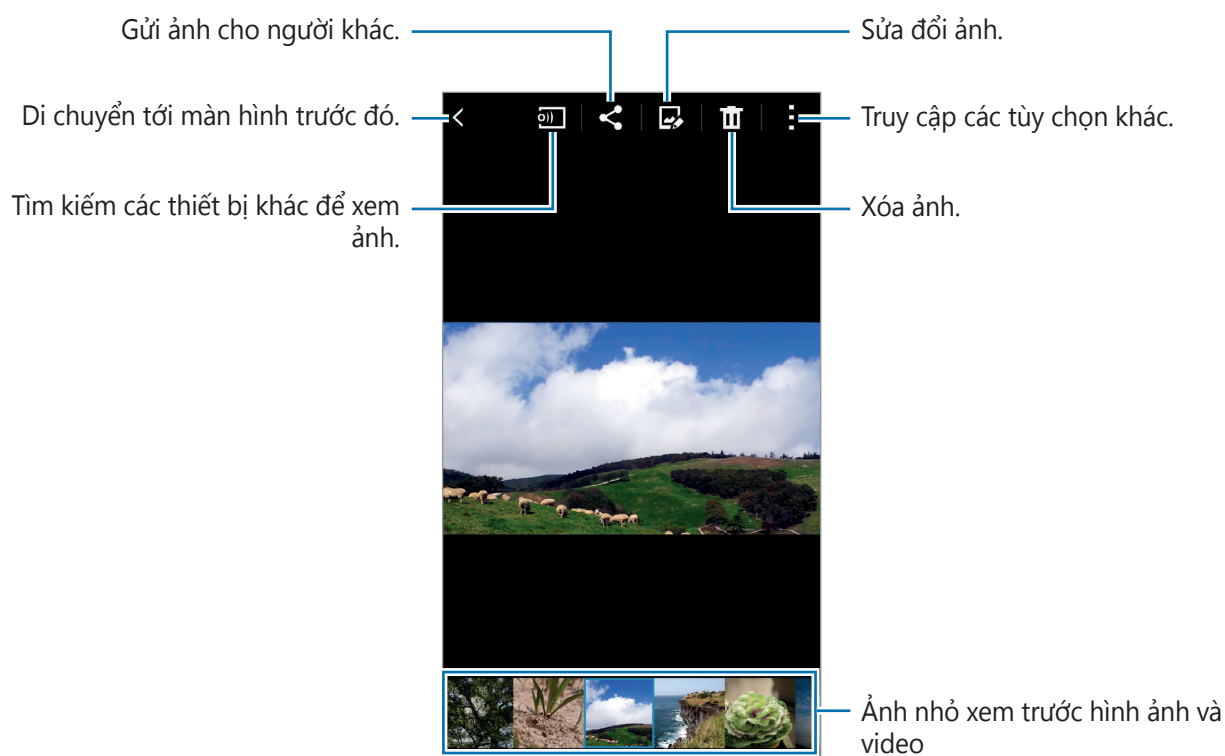 Gửi ảnh cho người khác.
Sửa đổi ảnh.
Di chuyển tới màn hình trước đó.
Truy cập các tùy chọn khác.
Tìm kiếm các thiết bị khác để xem
ảnh.
Xóa ảnh.
Ảnh nhỏ xem trước hình ảnh và
video